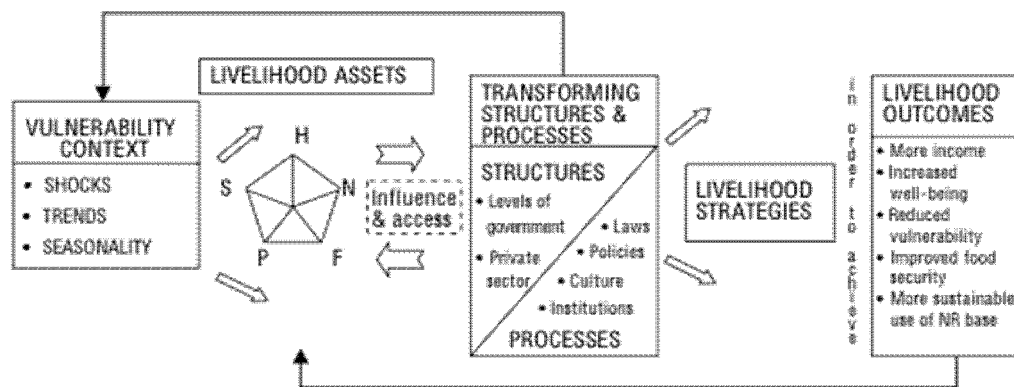 LIVELIHOOD ASSETS
VULNERABILITY
CONTEXT
• SHOCKS
• TRENDS
• SEASONALITY
H
S
N
P
F
Influence
& access
TRANSFORMING
STRUCTURES &
PROCESSES
STRUCTURES
• Levels of
government
• Private
sector
• Laws
• Policies
• Culture
• Institutions
PROCESSES
LIVELIHOOD
STRATEGIES
in order to achieve
LIVELIHOOD
OUTCOMES
• More income
• Increased
well-being
• Reduced
vulnerability
• Improved food
security
• More sustainable
use of NR base